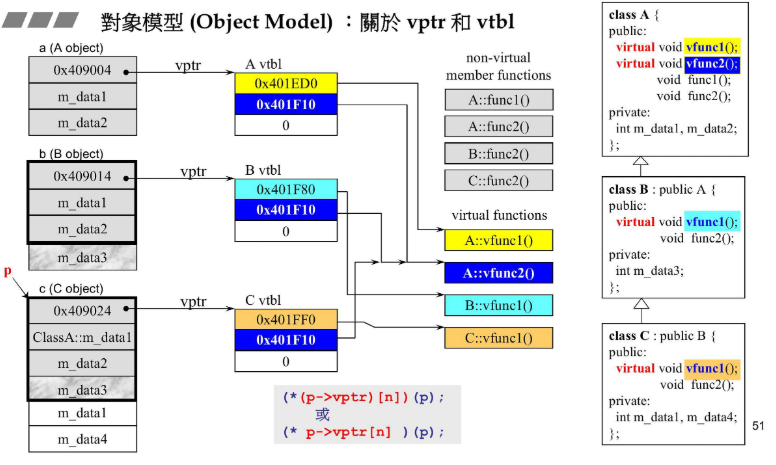 對象模型 (Object Model) ：關於 vptr 和 vtbl
a (A object)
0x409004
m_data1
m_data2
vptr
A vtbl
0x401ED0
0x401F10
0
b (B object)
0x409014
m_data1
m_data2
m_data3
vptr
B vtbl
0x401F80
0x401F10
0
p
c (C object)
0x409024
ClassA::m_data1
m_data2
m_data3
m_data1
m_data4
vptr
C vtbl
0x401FF0
0x401F10
0
non-virtual
member functions
A::func1()
A::func2()
B::func2()
C::func2()
virtual functions
A::vfunc1()
A::vfunc2()
B::vfunc1()
C::vfunc1()
(*(p->vptr)[n])(p);
或
(* p->vptr[n] )(p);
class A {
public:
virtual void vfunc1();
virtual void vfunc2();
void func1();
void func2();
private:
int m_data1, m_data2;
};
class B : public A {
public:
virtual void vfunc1();
void func2();
private:
int m_data3;
};
class C : public B {
public:
virtual void vfunc1();
void func2();
private:
int m_data1, m_data4;
};
51